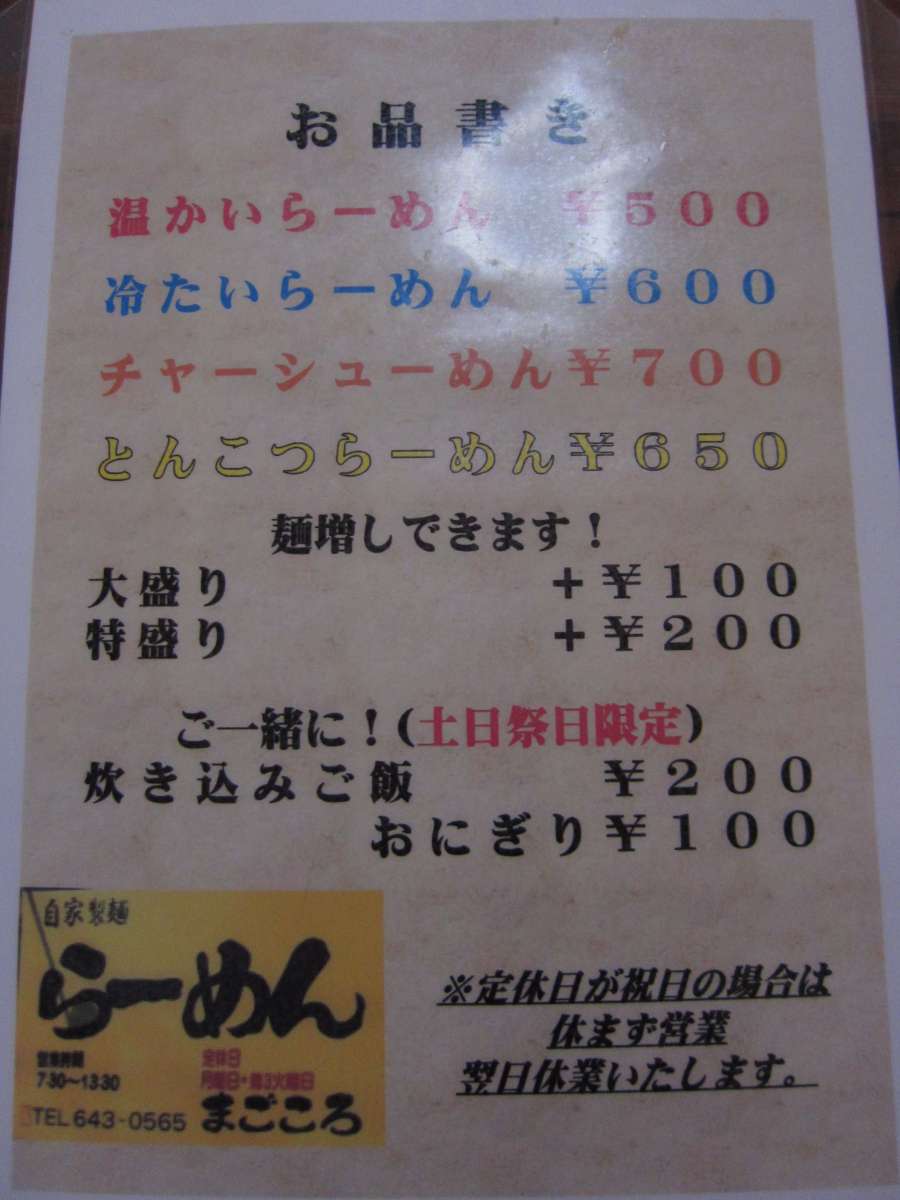 お品書き
温かいらーめん ￥５００
冷たいらーめん ￥６００
チャーシューめん￥７００
とんこつらーめん￥６５０
麺増しできます！
大盛り ＋￥１００
特盛り ＋￥２００
ご一緒に！(土日祭日限定)
炊き込みご飯 ￥２００
おにぎり￥１００
自家製麺
らーめん
営業時間
7:30～13:30
定休日
月曜日・第3火曜日
TEL 643-0565
まごころ
※定休日が祝日の場合は
休まず営業
翌日休業いたします。